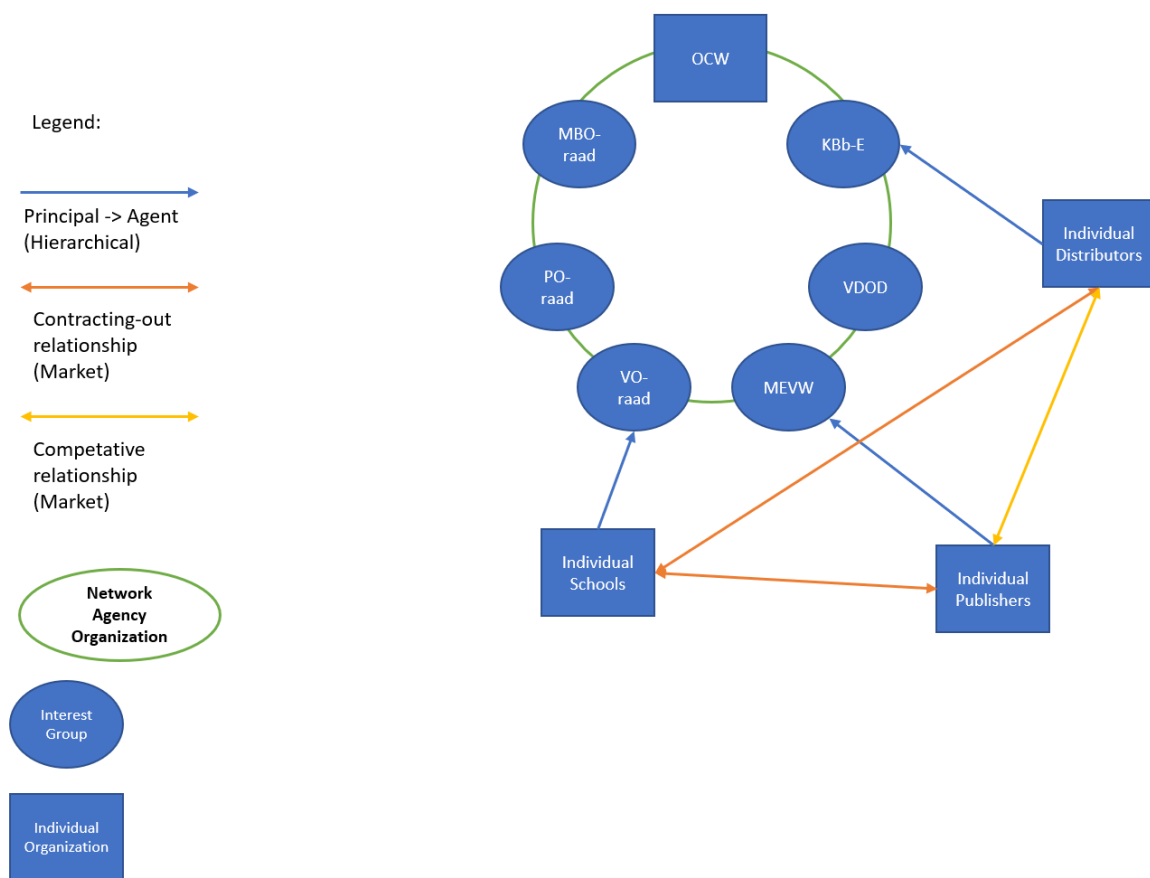 Legend:
Principal -> Agent
(Hierarchical)
Contracting-out
relationship
(Market)
Competative
relationship
(Market)
Network
Agency
Organization
Interest
Group
Individual
Organization
OCW
MBO-
raad
KBb-E
PO-
raad
VDOD
VO-
raad
MEVW
Individual
Distributors
Individual
Schools
Individual
Publishers